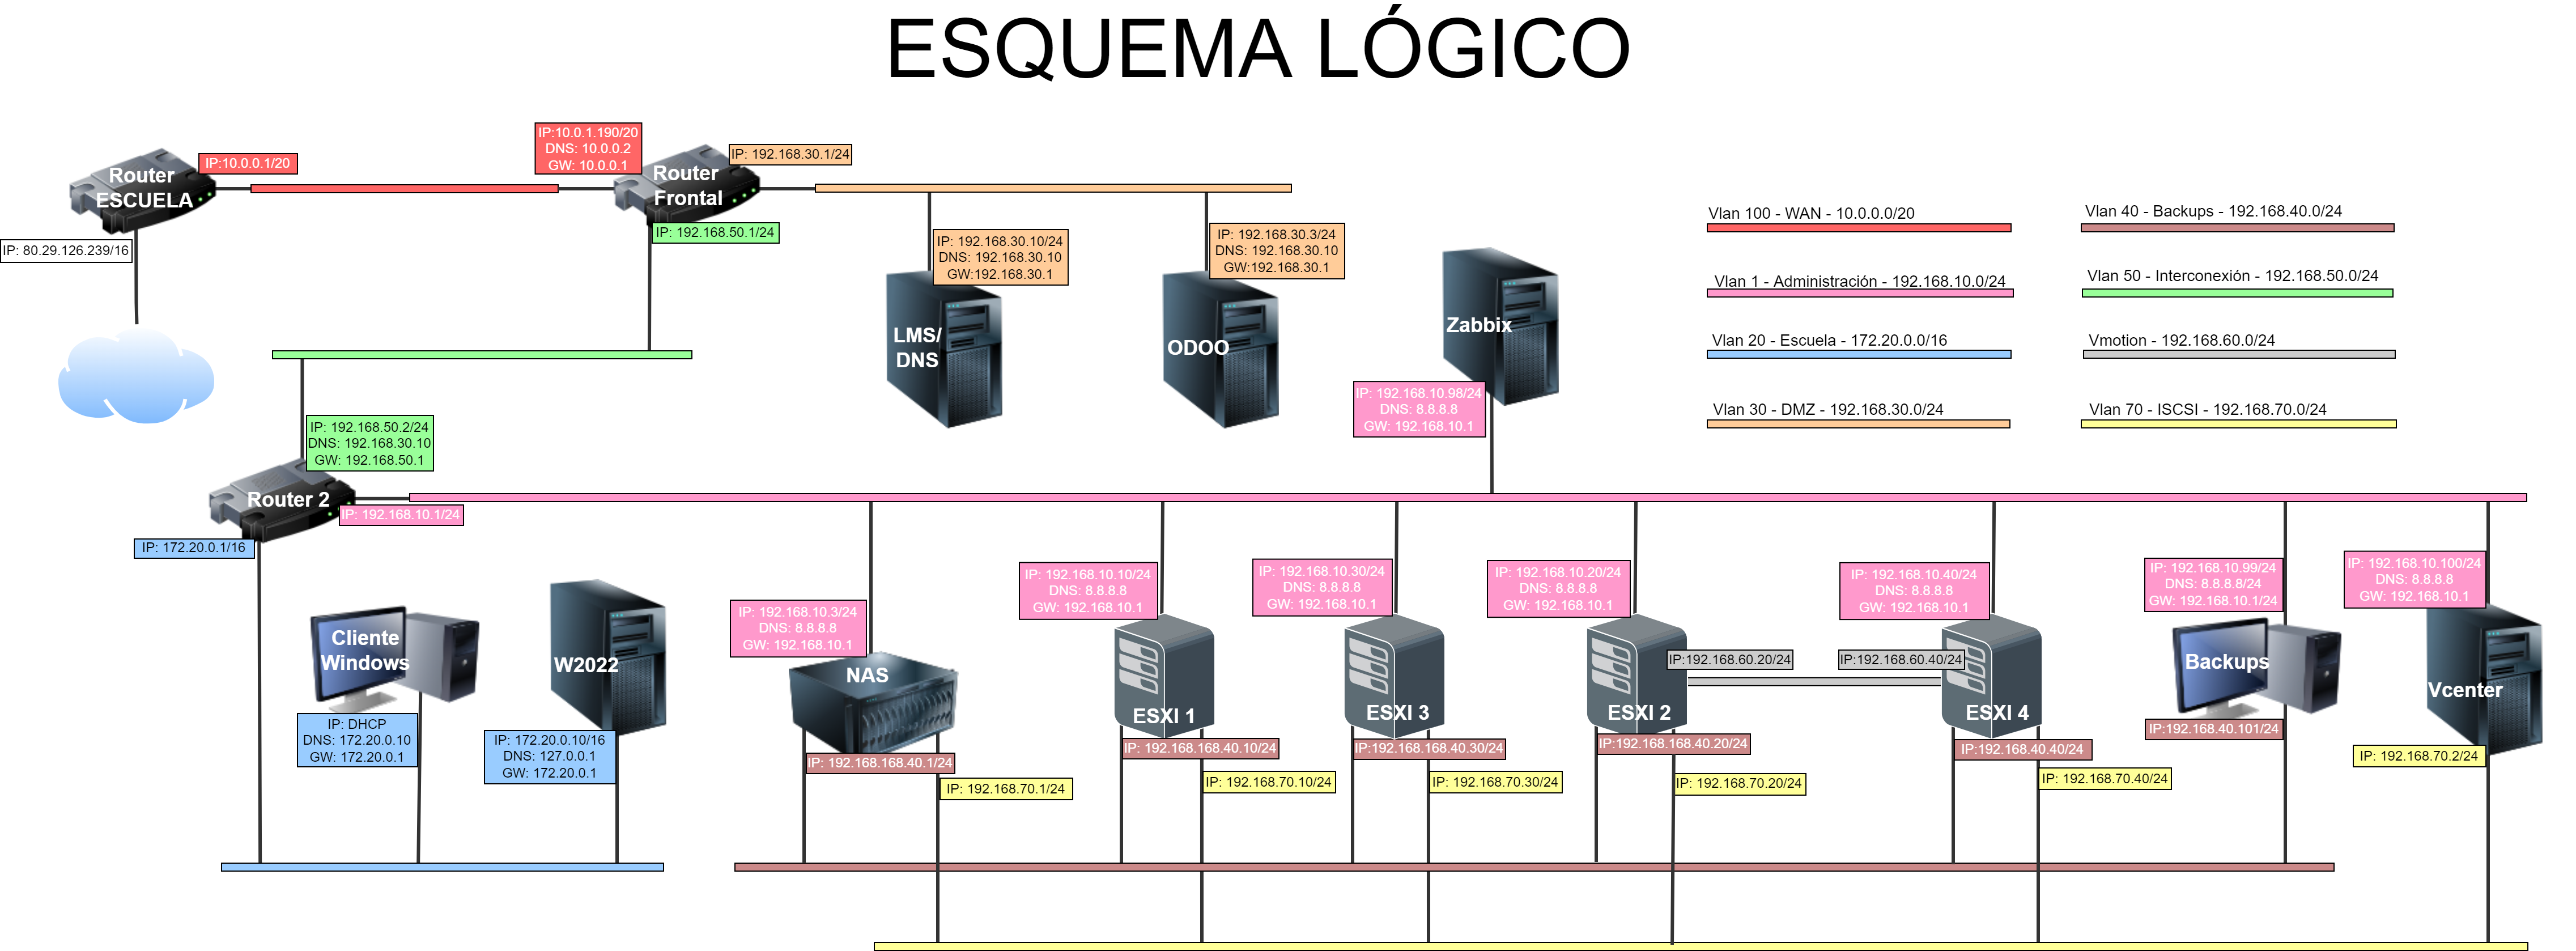 ESQUEMA LÓGICO
IP:10.0.0.1/20
Router
ESCUELA
IP: 80.29.126.239/16
IP:10.0.1.190/20
DNS: 10.0.0.2
GW: 10.0.0.1
Router
Frontal
IP: 192.168.30.1/24
IP: 192.168.50.1/24
IP: 192.168.30.10/24
DNS: 192.168.30.10
GW:192.168.30.1
LMS/
DNS
IP: 192.168.30.3/24
DNS: 192.168.30.10
GW:192.168.30.1
ODOO
Zabbix
IP: 192.168.10.98/24
DNS: 8.8.8.8
GW: 192.168.10.1
Vlan 100 - WAN - 10.0.0.0/20
Vlan 1 - Administración - 192.168.10.0/24
Vlan 20 - Escuela - 172.20.0.0/16
Vlan 30 - DMZ - 192.168.30.0/24
Vlan 40 - Backups - 192.168.40.0/24
Vlan 50 - Interconexión - 192.168.50.0/24
Vmotion - 192.168.60.0/24
Vlan 70 - ISCSI - 192.168.70.0/24
IP: 192.168.50.2/24
DNS: 192.168.30.10
GW: 192.168.50.1
Router 2
IP: 192.168.10.1/24
IP: 172.20.0.1/16
Cliente
Windows
IP: DHCP
DNS: 172.20.0.10
GW: 172.20.0.1
W2022
IP: 172.20.0.10/16
DNS: 127.0.0.1
GW: 172.20.0.1
IP: 192.168.10.3/24
DNS: 8.8.8.8
GW: 192.168.10.1
NAS
IP: 192.168.168.40.1/24
IP: 192.168.70.1/24
IP: 192.168.10.10/24
DNS: 8.8.8.8
GW: 192.168.10.1
ESXI 1
IP: 192.168.168.40.10/24
IP: 192.168.70.10/24
IP: 192.168.10.30/24
DNS: 8.8.8.8
GW: 192.168.10.1
ESXI 3
IP:192.168.168.40.30/24
IP: 192.168.70.30/24
IP: 192.168.10.20/24
DNS: 8.8.8.8
GW: 192.168.10.1
IP:192.168.60.20/24
ESXI 2
IP:192.168.168.40.20/24
IP: 192.168.70.20/24
IP: 192.168.10.40/24
DNS: 8.8.8.8
GW: 192.168.10.1
IP:192.168.60.40/24
ESXI 4
IP:192.168.40.40/24
IP: 192.168.70.40/24
IP: 192.168.10.99/24
DNS: 8.8.8.8/24
GW: 192.168.10.1/24
Backups
IP:192.168.40.101/24
IP: 192.168.10.100/24
DNS: 8.8.8.8
GW: 192.168.10.1
Vcenter
IP: 192.168.70.2/24